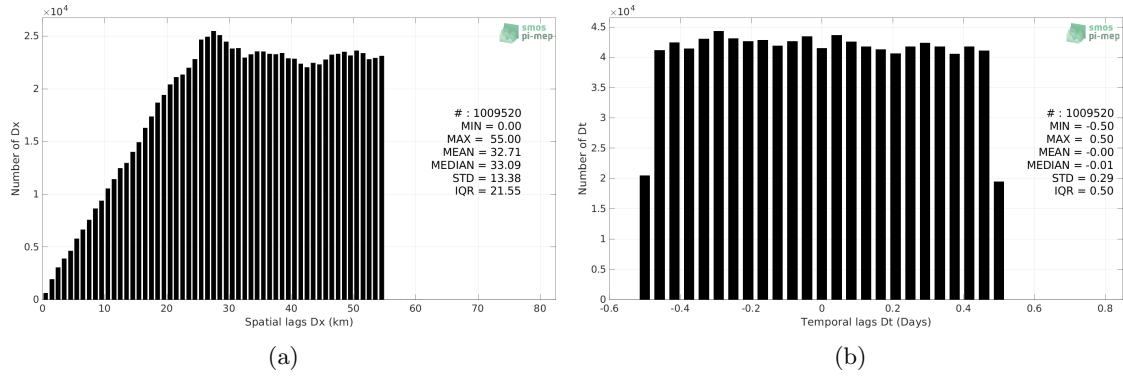 ×10⁴
2.5
2
1.5
1
0.5
0
0 10 20 30 40 50 60 70 80
Number of Dx
Spatial lags Dx (km)
smos
pi-mep
# : 1009520
MIN = 0.00
MAX = 55.00
MEAN = 32.71
MEDIAN = 33.09
STD = 13.38
IQR = 21.55
(a)
×10⁴
4.5
4
3.5
3
2.5
2
1.5
1
0.5
0
-0.6 -0.4 -0.2 0 0.2 0.4 0.6 0.8
Number of Dt
Temporal lags Dt (Days)
smos
pi-mep
# : 1009520
MIN = -0.50
MAX = 0.50
MEAN = -0.00
MEDIAN = -0.01
STD = 0.29
IQR = 0.50
(b)